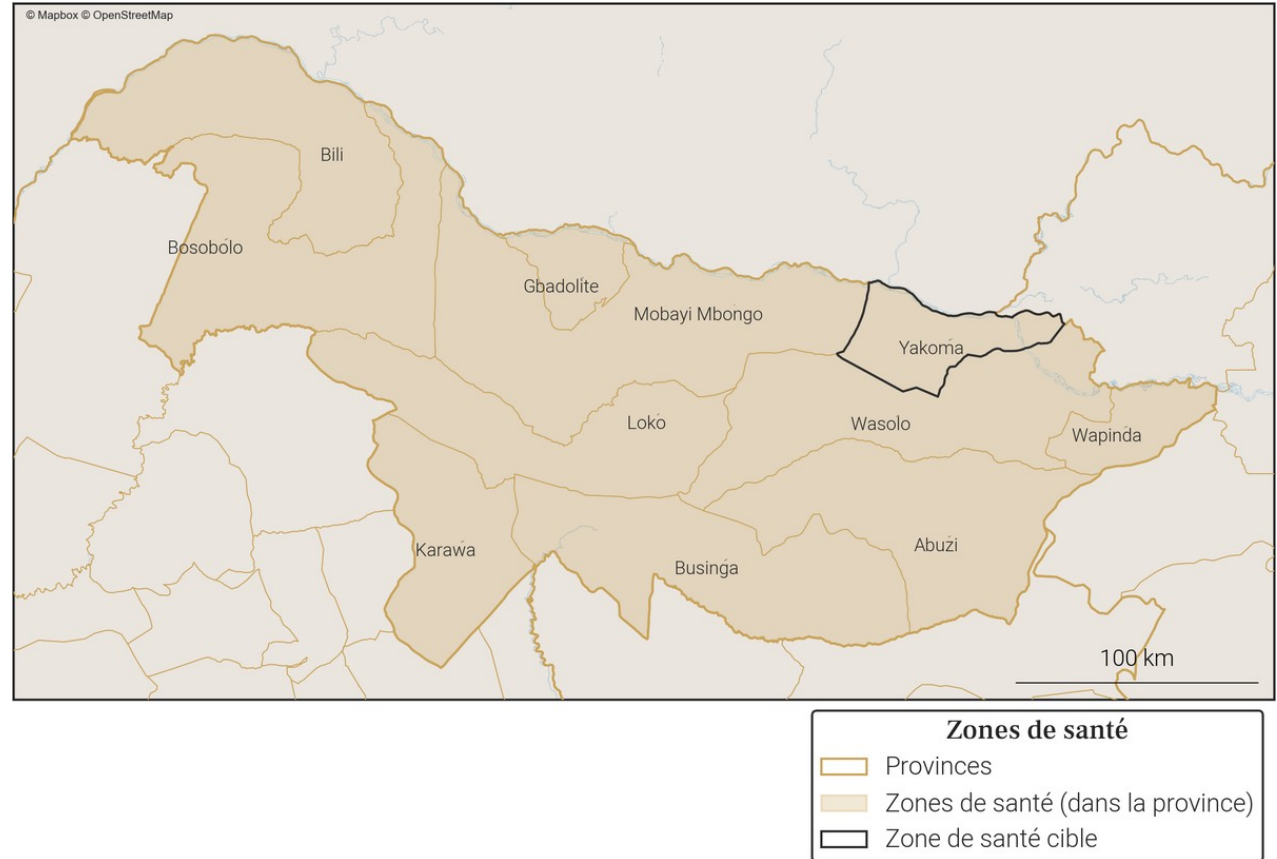 © Mapbox © OpenStreetMap
Bili
Bosobolo
Gbadolite
Mobayi Mbongo
Yakoma
Loko
Wasolo
Wapinda
Karawa
Businga
Abuzi
100 km
Zones de santé
Provinces
Zones de santé (dans la province)
Zone de santé cible